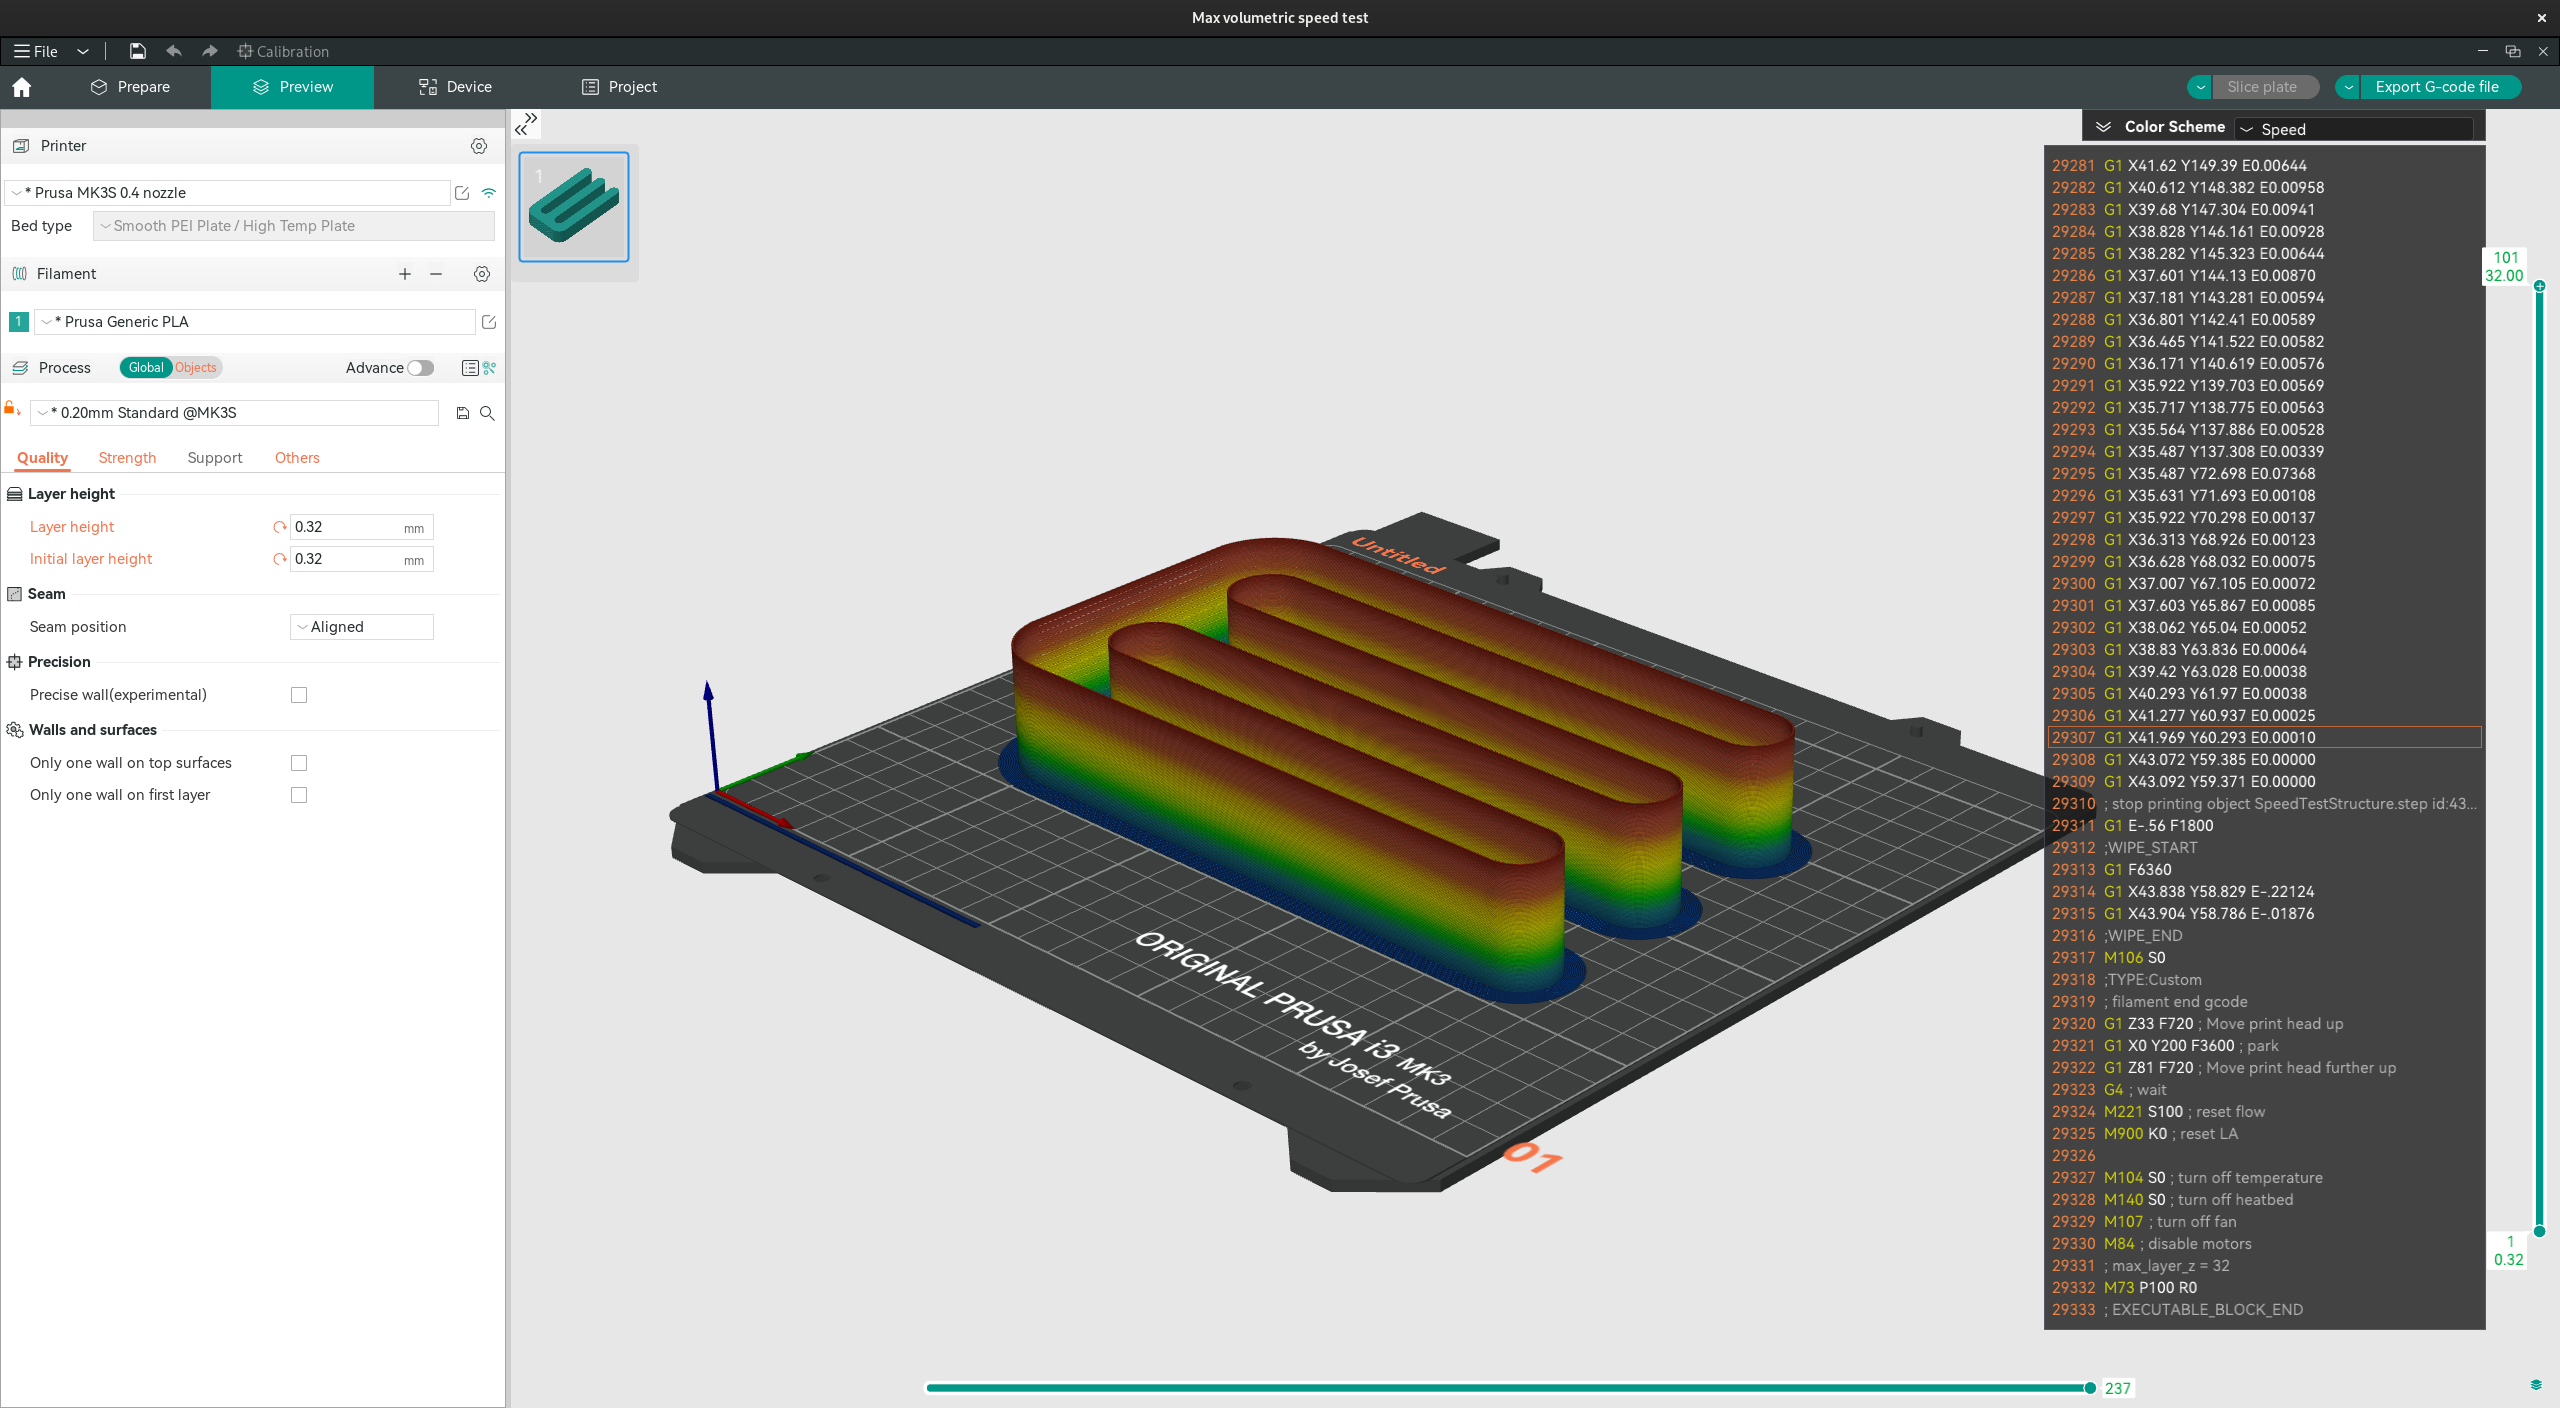 Max volumetric speed test
File
Calibration
Prepare
Preview
Device
Project
Slice plate
Export G-code file
Printer
* Prusa MK3S 0.4 nozzle
Bed type
Smooth PEI Plate / High Temp Plate
Filament
1
* Prusa Generic PLA
Process
Global
Objects
Advance
* 0.20mm Standard @MK3S
Quality
Strength
Support
Others
Layer height
Layer height
0.32
mm
Initial layer height
0.32
mm
Seam
Seam position
Aligned
Precision
Precise wall(experimental)
Walls and surfaces
Only one wall on top surfaces
Only one wall on first layer
1
Untitled
ORIGINAL PRUSA i3 MK3
by Josef Prusa
01
Color Scheme
Speed
29281 G1 X41.62 Y149.39 E0.00644
29282 G1 X40.612 Y148.382 E0.00958
29283 G1 X39.68 Y147.304 E0.00941
29284 G1 X38.828 Y146.161 E0.00928
29285 G1 X38.282 Y145.323 E0.00644
29286 G1 X37.601 Y144.13 E0.00870
29287 G1 X37.181 Y143.281 E0.00594
29288 G1 X36.801 Y142.41 E0.00589
29289 G1 X36.465 Y141.522 E0.00582
29290 G1 X36.171 Y140.619 E0.00576
29291 G1 X35.922 Y139.703 E0.00569
29292 G1 X35.717 Y138.775 E0.00563
29293 G1 X35.564 Y137.886 E0.00528
29294 G1 X35.487 Y137.308 E0.00339
29295 G1 X35.487 Y72.698 E0.07368
29296 G1 X35.631 Y71.693 E0.00108
29297 G1 X35.922 Y70.298 E0.00137
29298 G1 X36.313 Y68.926 E0.00123
29299 G1 X36.628 Y68.032 E0.00075
29300 G1 X37.007 Y67.105 E0.00072
29301 G1 X37.603 Y65.867 E0.00085
29302 G1 X38.062 Y65.04 E0.00052
29303 G1 X38.83 Y63.836 E0.00064
29304 G1 X39.42 Y63.028 E0.00038
29305 G1 X40.293 Y61.97 E0.00038
29306 G1 X41.277 Y60.937 E0.00025
29307 G1 X41.969 Y60.293 E0.00010
29308 G1 X43.072 Y59.385 E0.00000
29309 G1 X43.092 Y59.371 E0.00000
29310 ; stop printing object SpeedTestStructure.step id:43...
29311 G1 E-.56 F1800
29312 ;WIPE_START
29313 G1 F6360
29314 G1 X43.838 Y58.829 E-.22124
29315 G1 X43.904 Y58.786 E-.01876
29316 ;WIPE_END
29317 M106 S0
29318 ;TYPE:Custom
29319 ; filament end gcode
29320 G1 Z33 F720 ; Move print head up
29321 G1 X0 Y200 F3600 ; park
29322 G1 Z81 F720 ; Move print head further up
29323 G4 ; wait
29324 M221 S100 ; reset flow
29325 M900 K0 ; reset LA
29326
29327 M104 S0 ; turn off temperature
29328 M140 S0 ; turn off heatbed
29329 M107 ; turn off fan
29330 M84 ; disable motors
29331 ; max_layer_z = 32
29332 M73 P100 R0
29333 ; EXECUTABLE_BLOCK_END
101
32.00
1
0.32
237